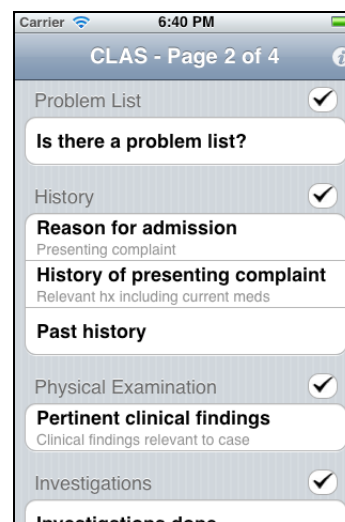 Carrier 6:40 PM
CLAS - Page 2 of 4
Problem List
Is there a problem list?
History
Reason for admission
Presenting complaint
History of presenting complaint
Relevant hx including current meds
Past history
Physical Examination
Pertinent clinical findings
Clinical findings relevant to case
Investigations
Investigations done